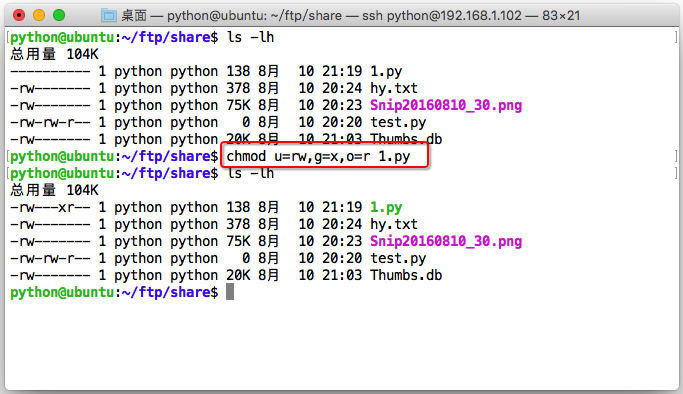 桌面 — python@ubuntu: ~/ftp/share — ssh python@192.168.1.102 — 83×21
[python@ubuntu:~/ftp/share$ ls -lh ]
总用量 104K
---------- 1 python python 138 8月  10 21:19 1.py
-rw------- 1 python python 378 8月  10 20:24 hy.txt
-rw------- 1 python python 75K 8月  10 20:23 Snip20160810_30.png
-rw-rw-r-- 1 python python   0 8月  10 20:20 test.py
-rw------- 1 python python 20K 8月  10 21:03 Thumbs.db
[python@ubuntu:~/ftp/share$ chmod u=rw,g=x,o=r 1.py ]
[python@ubuntu:~/ftp/share$ ls -lh ]
总用量 104K
-rw---xr-- 1 python python 138 8月  10 21:19 1.py
-rw------- 1 python python 378 8月  10 20:24 hy.txt
-rw------- 1 python python 75K 8月  10 20:23 Snip20160810_30.png
-rw-rw-r-- 1 python python   0 8月  10 20:20 test.py
-rw------- 1 python python 20K 8月  10 21:03 Thumbs.db
python@ubuntu:~/ftp/share$